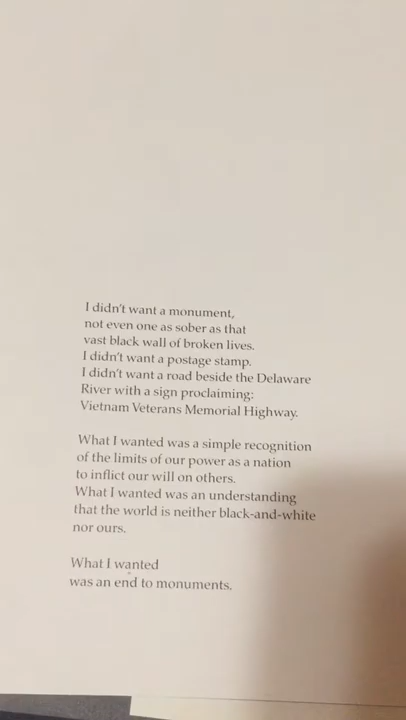 I didn't want a monument,
not even one as sober as that
vast black wall of broken lives.
I didn't want a postage stamp.
I didn't want a road beside the Delaware
River with a sign proclaiming:
Vietnam Veterans Memorial Highway.
What I wanted was a simple recognition
of the limits of our power as a nation
to inflict our will on others.
What I wanted was an understanding
that the world is neither black-and-white
nor ours.
What I wanted
was an end to monuments.